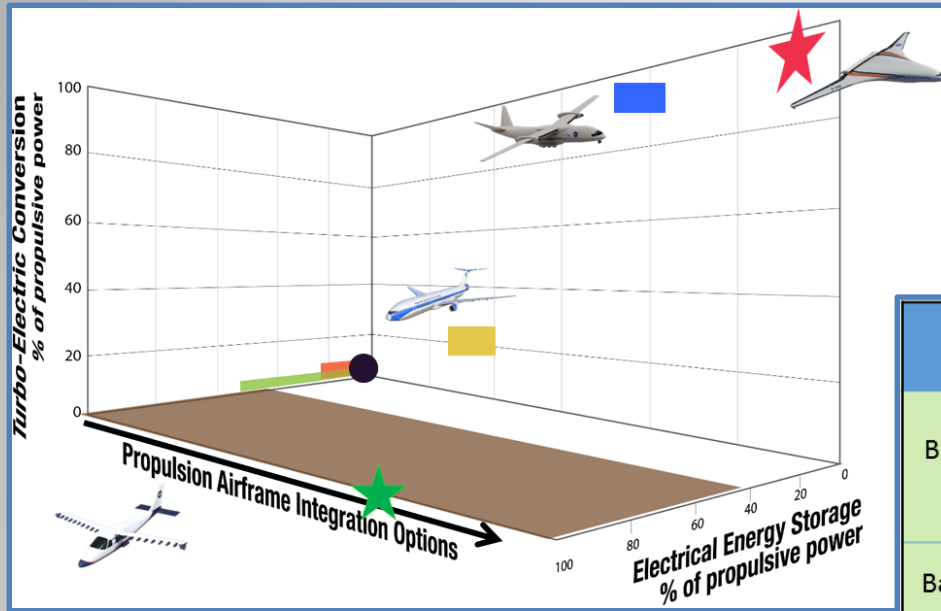 Turbo-Electric Conversion
% of propulsive power
100
80
60
40
20
0
Propulsion Airframe Integration Options
100
80
60
40
20
0
Electrical Energy Storage
% of propulsive power
B
Ba